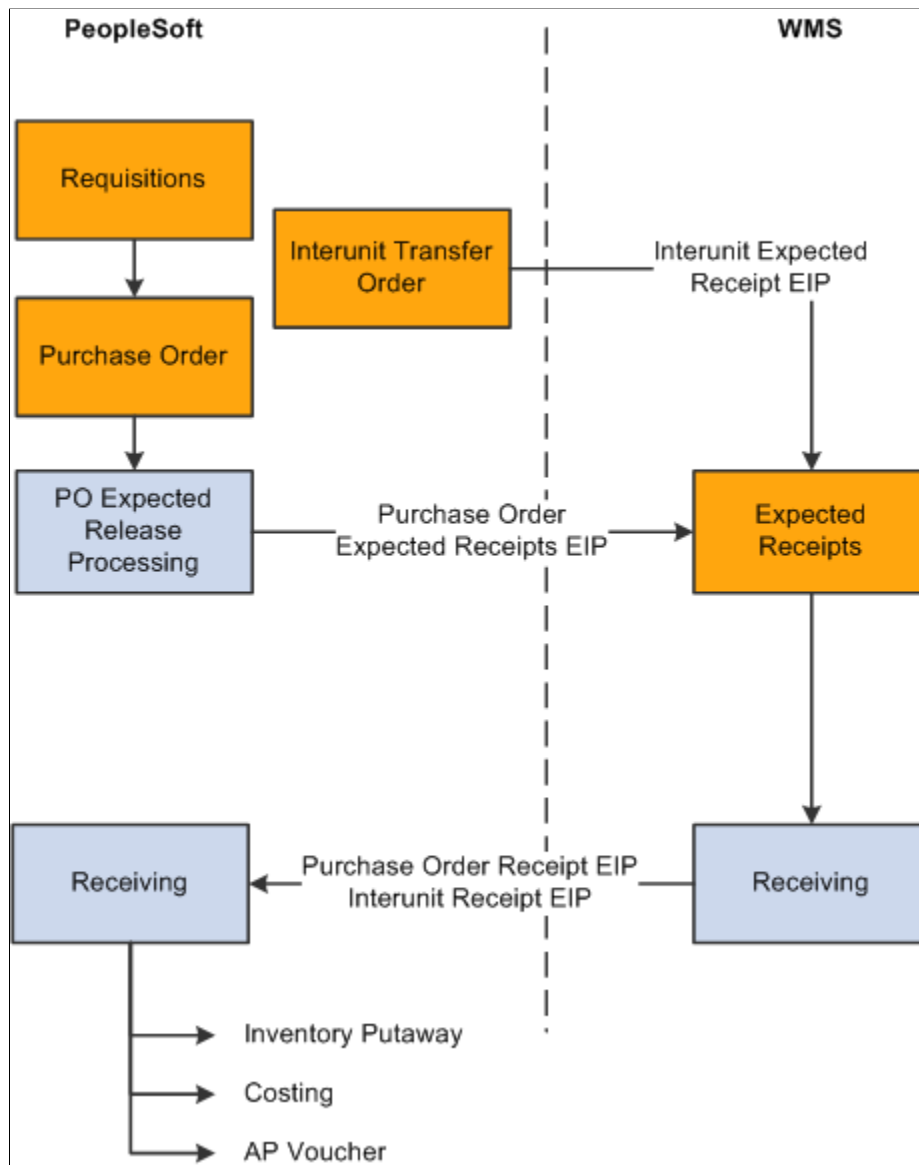 PeopleSoft
WMS
Requisitions
Interunit Transfer
Order
Interunit Expected
Receipt EIP
Purchase Order
PO Expected
Release
Processing
Purchase Order
Expected Receipts EIP
Expected
Receipts
Receiving
Purchase Order Receipt EIP
Interunit Receipt EIP
Receiving
Inventory Putaway
Costing
AP Voucher